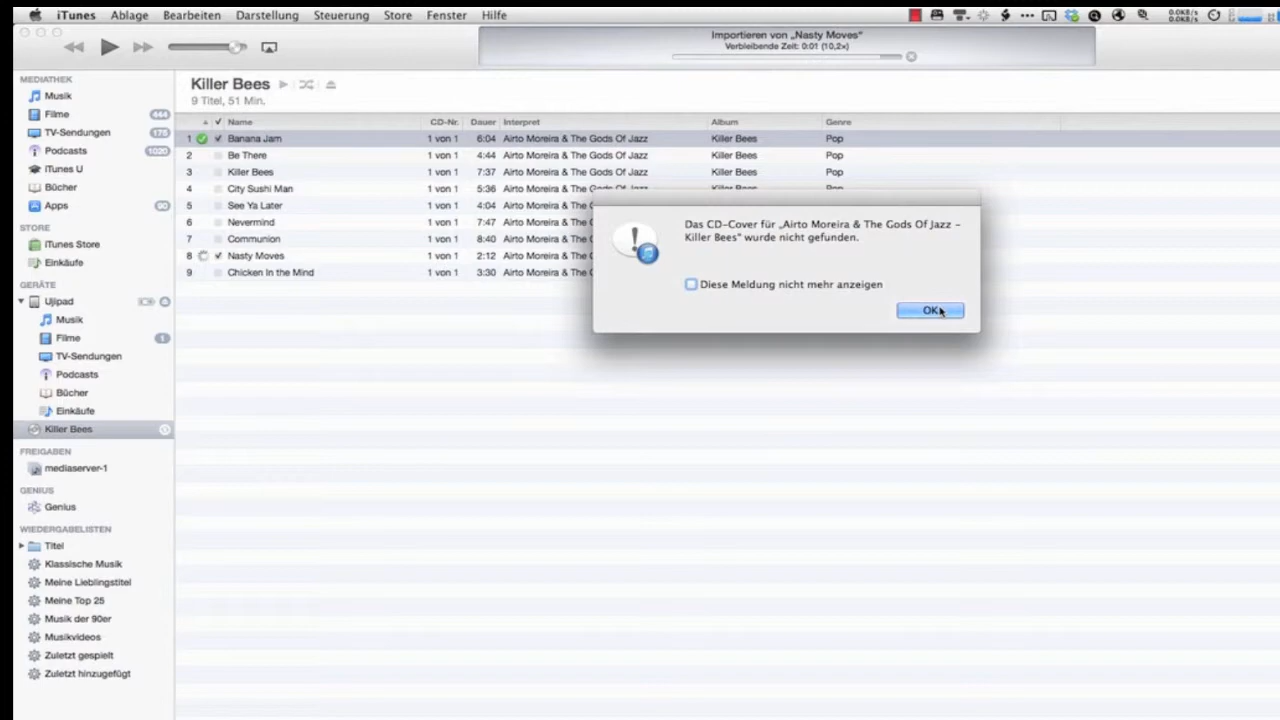 iTunes Ablage Bearbeiten Darstellung Steuerung Store Fenster Hilfe
0.0KB/s
0.0KB/s
Importieren von „Nasty Moves“
Verbleibende Zeit: 0:01 (10,2x)
MEDIATHEK
Musik
Filme 444
TV-Sendungen 175
Podcasts 1020
iTunes U
Bücher
Apps
STORE
iTunes Store
Einkäufe
GERÄTE
Ujipad
Musik
Filme 1
TV-Sendungen
Podcasts
Bücher
Einkäufe
Killer Bees
FREIGABEN
mediaserver-1
GENIUS
Genius
WIEDERGABELISTEN
Titel
Klassische Musik
Meine Lieblingstitel
Meine Top 25
Musik der 90er
Musikvideos
Zuletzt gespielt
Zuletzt hinzugefügt
Killer Bees
9 Titel, 51 Min.
Name CD-Nr. Dauer Interpret Album Genre
1 Banana Jam 1 von 1 6:04 Airto Moreira & The Gods Of Jazz Killer Bees Pop
2 Be There 1 von 1 4:44 Airto Moreira & The Gods Of Jazz Killer Bees Pop
3 Killer Bees 1 von 1 7:37 Airto Moreira & The Gods Of Jazz Killer Bees Pop
4 City Sushi Man 1 von 1 5:36 Airto Moreira & The Gods Of Jazz Killer Bees Pop
5 See Ya Later 1 von 1 4:04 Airto Moreira & The
6 Nevermind 1 von 1 7:47 Airto Moreira & The
7 Communion 1 von 1 8:40 Airto Moreira & The
8 Nasty Moves 1 von 1 2:12 Airto Moreira & The
9 Chicken In the Mind 1 von 1 3:30 Airto Moreira & The
Das CD-Cover für „Airto Moreira & The Gods Of Jazz –
Killer Bees“ wurde nicht gefunden.
Diese Meldung nicht mehr anzeigen
OK